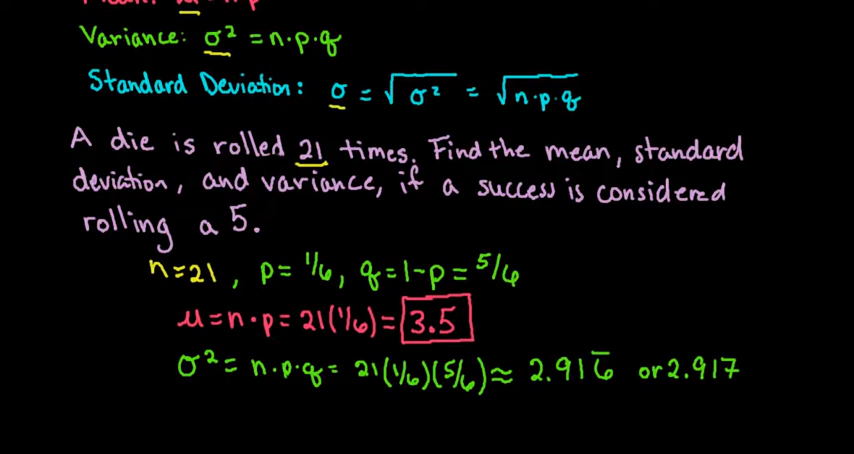 Variance: σ² = n·p·q
Standard Deviation: σ = √σ² = √n·p·q
A die is rolled 21 times. Find the mean, standard
deviation, and variance, if a success is considered
rolling a 5.
n=21, p= 1/6, q=1-p= 5/6
μ=n·p=21(1/6)= 3.5
σ²= n.p.q= 21(1/6)(5/6)≈ 2.916̅ or 2.917